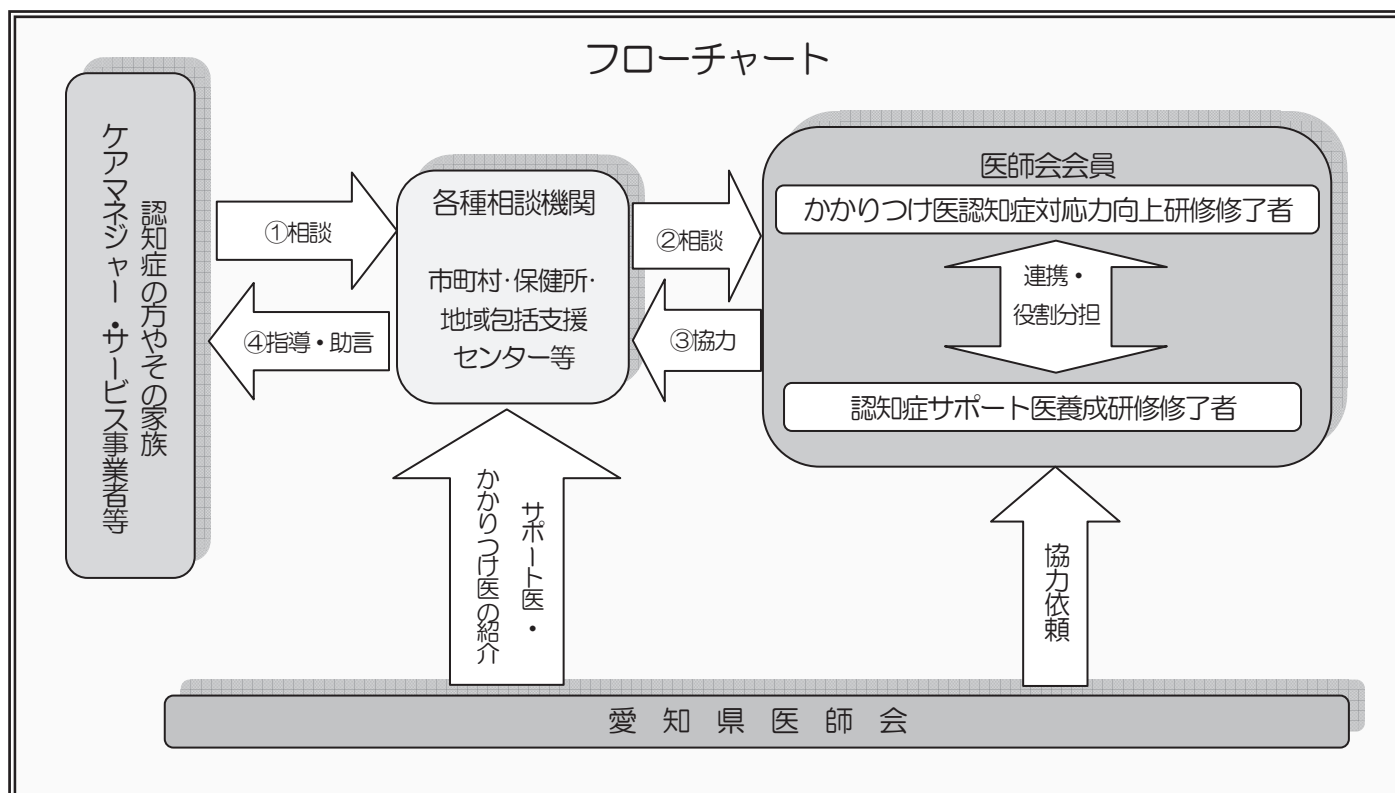 フローチャート
認知症の方やその家族
ケアマネジャー・サービス事業者等
①相談
④指導・助言
各種相談機関
市町村・保健所・
地域包括支援
センター等
②相談
③協力
医師会会員
かかりつけ医認知症対応力向上研修修了者
連携・
役割分担
認知症サポート医養成研修修了者
サポート医・
かかりつけ医の紹介
協力依頼
愛知県医師会